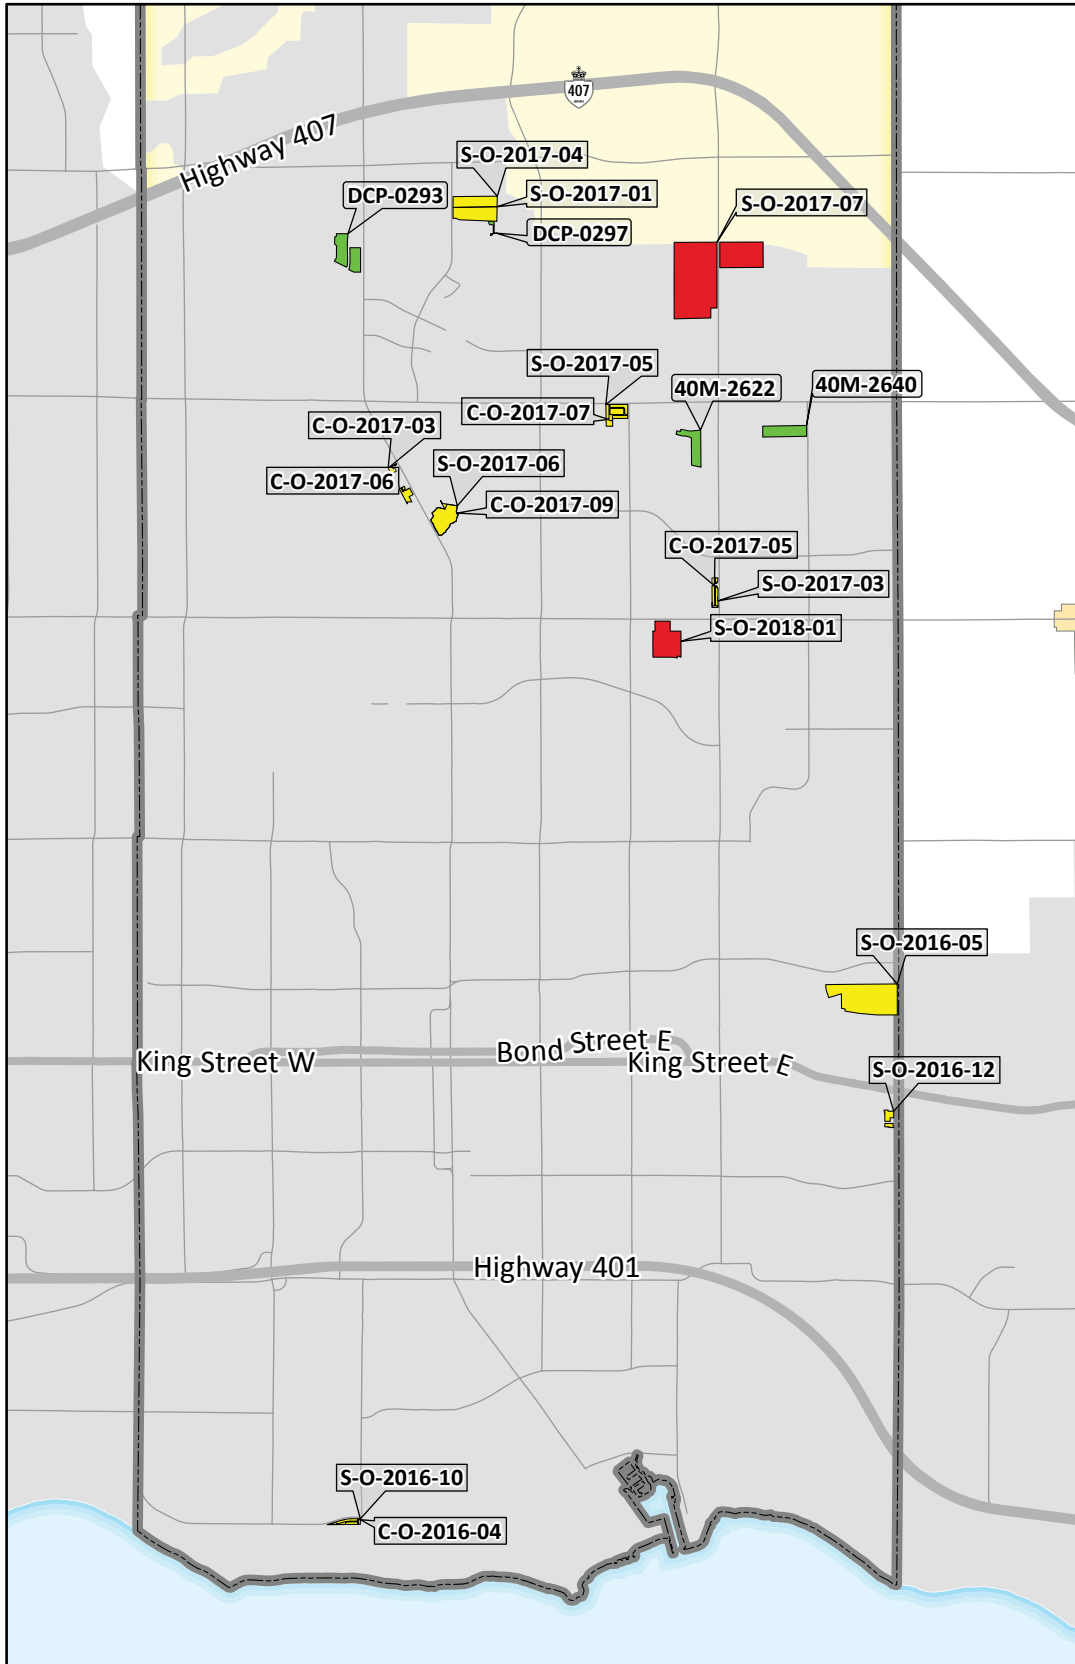 407
Highway 407
S-O-2017-04
DCP-0293
S-O-2017-01
S-O-2017-07
DCP-0297
S-O-2017-05
40M-2622
40M-2640
C-O-2017-07
C-O-2017-03
S-O-2017-06
C-O-2017-06
C-O-2017-09
C-O-2017-05
S-O-2017-03
S-O-2018-01
S-O-2016-05
Bond Street E
King Street W
King Street E
S-O-2016-12
Highway 401
S-O-2016-10
C-O-2016-04